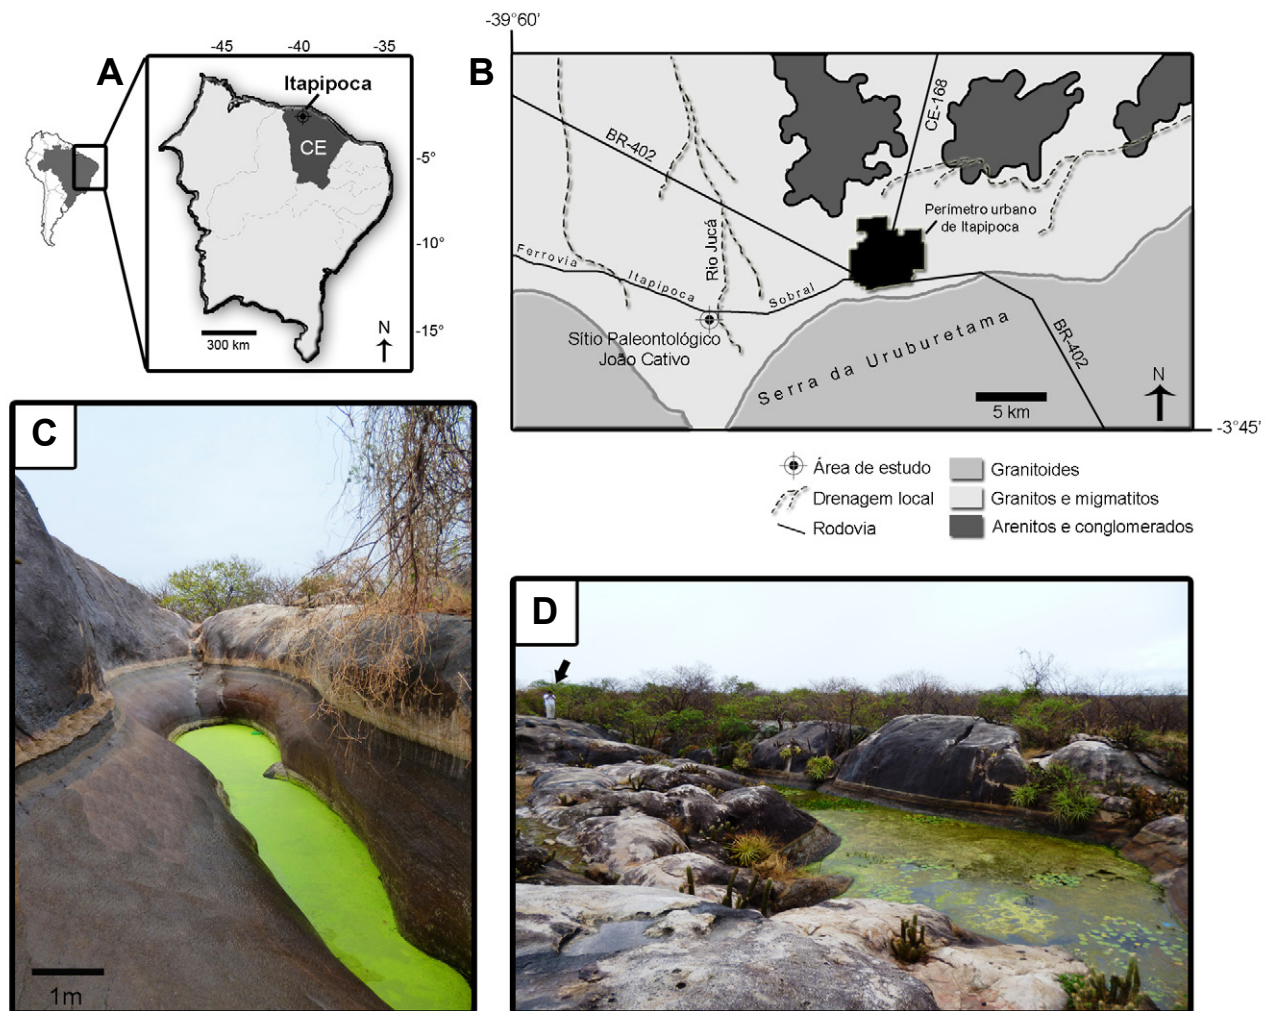 A
-45
-40
-35
Itapipoca
CE
-5°
-10°
-15°
300 km
N
B
-39°60'
BR-402
CE-168
Perímetro urbano
de Itapipoca
Rio Jucá
Ferrovia Itapipoca Sobral
Sítio Paleontológico
João Cativo
Serra da Uruburetama
BR-402
5 km
N
-3°45'
Área de estudo
Drenagem local
Rodovia
Granitoides
Granitos e migmatitos
Arenitos e conglomerados
C
1m
D